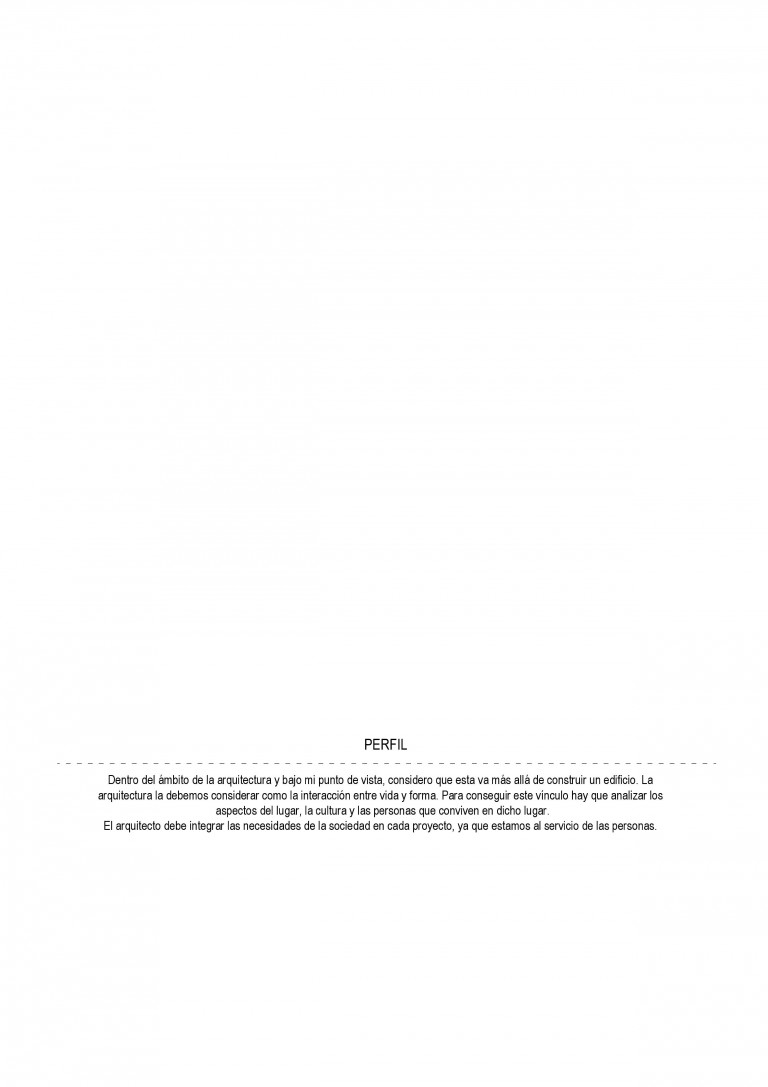 PERFIL
Dentro del ámbito de la arquitectura y bajo mi punto de vista, considero que esta va más allá de construir un edificio. La
arquitectura la debemos considerar como la interacción entre vida y forma. Para conseguir este vínculo hay que analizar los
aspectos del lugar, la cultura y las personas que conviven en dicho lugar.
El arquitecto debe integrar las necesidades de la sociedad en cada proyecto, ya que estamos al servicio de las personas.